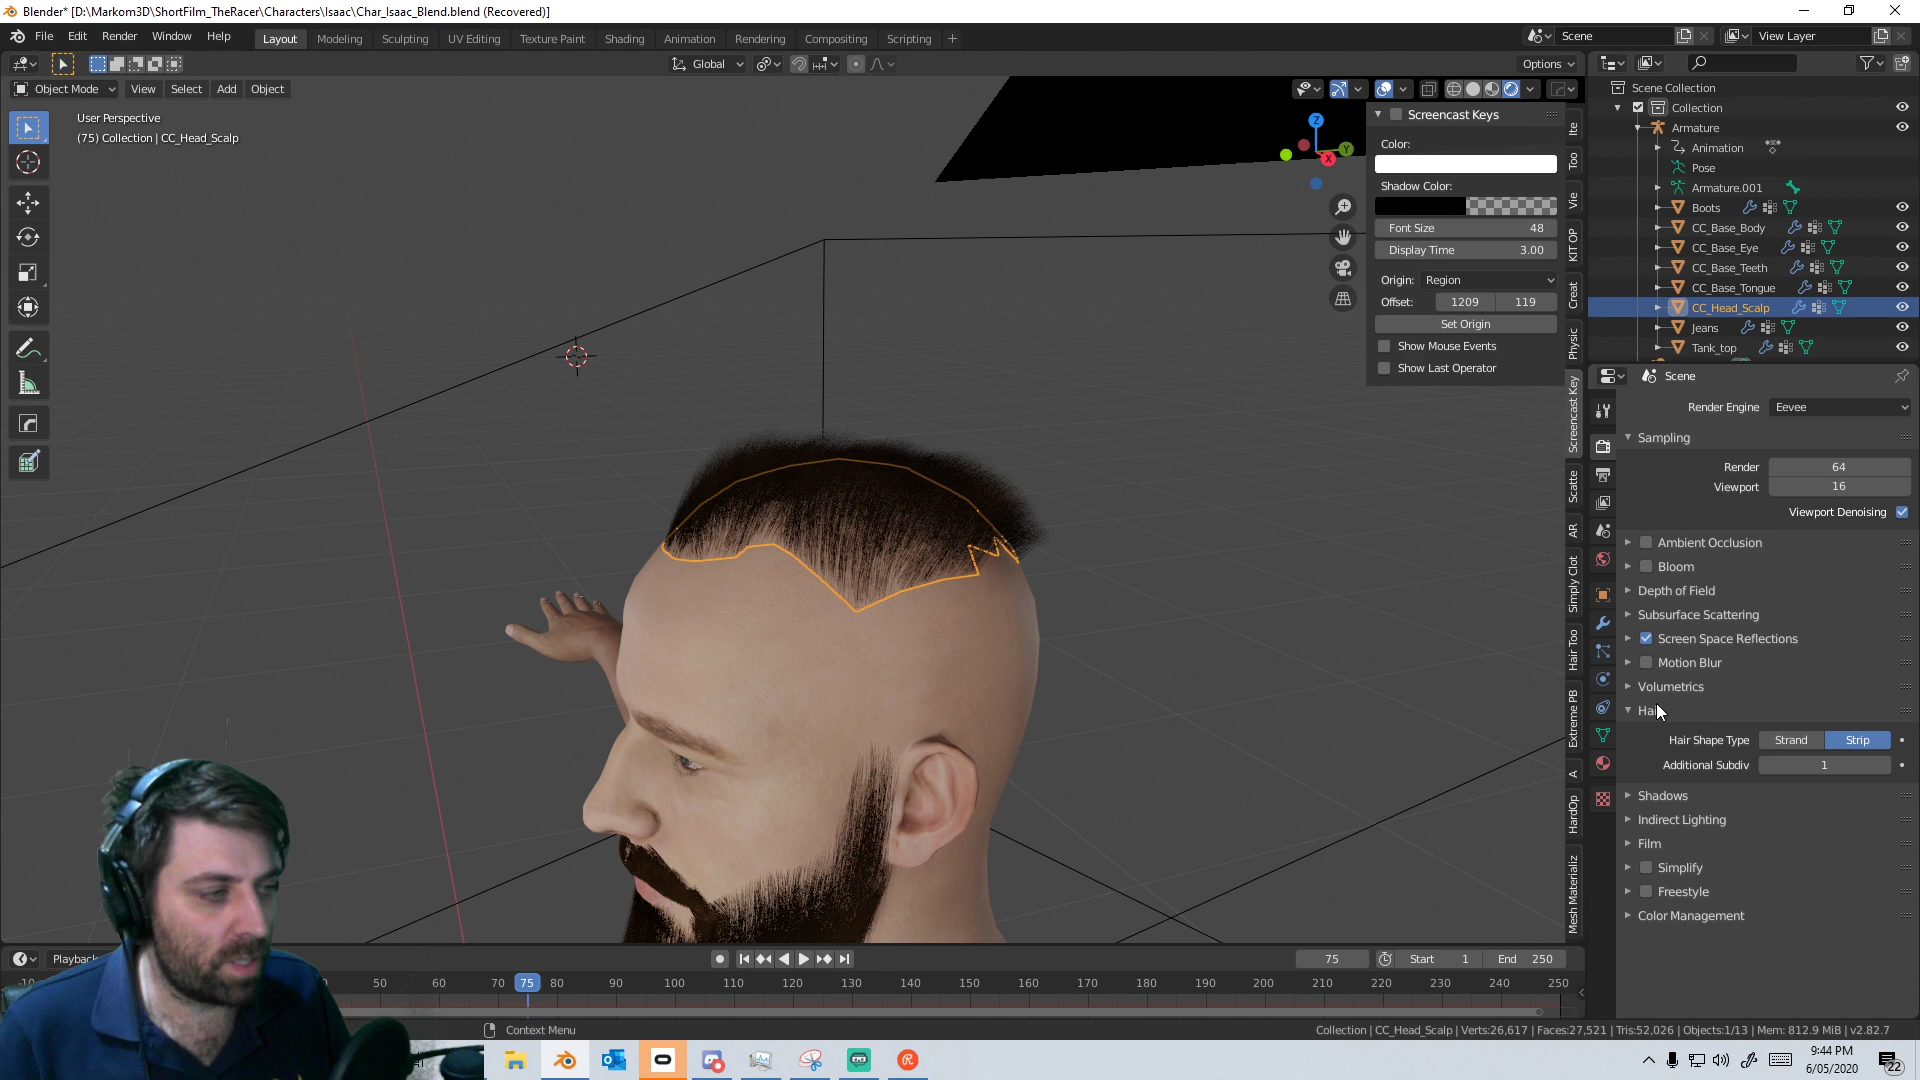 Blender* [D:\Markom3D\ShortFilm_TheRacer\Characters\Isaac\Char_Isaac_Blend.blend (Recovered)]
File Edit Render Window Help Layout Modeling Sculpting UV Editing Texture Paint Shading Animation Rendering Compositing Scripting + Scene View Layer
Global Options
Object Mode View Select Add Object
User Perspective
(75) Collection | CC_Head_Scalp
Z
Y
X
Screencast Keys
Color:
Shadow Color:
Font Size 48
Display Time 3.00
Origin: Region
Offset: 1209 119
Set Origin
Show Mouse Events
Show Last Operator
Ite
Too
Vie
KIT OP
Creat
Physic
Screencast Key
Scatte
AR
Simply Clot
Hair Too
Extreme PB
A
HardOp
Mesh Materializ
Scene Collection
Collection
Armature
Animation
Pose
Armature.001
Boots
CC_Base_Body
CC_Base_Eye
CC_Base_Teeth
CC_Base_Tongue
CC_Head_Scalp
Jeans
Tank_top
Scene
Render Engine Eevee
Sampling
Render 64
Viewport 16
Viewport Denoising
Ambient Occlusion
Bloom
Depth of Field
Subsurface Scattering
Screen Space Reflections
Motion Blur
Volumetrics
Hair
Hair Shape Type Strand Strip
Additional Subdiv 1
Shadows
Indirect Lighting
Film
Simplify
Freestyle
Color Management
Playback 75 Start 1 End 250
50 60 70 75 80 90 100 110 120 130 140 150 160 170 180 190 200 210 220 230 240 250
Context Menu Collection | CC_Head_Scalp | Verts:26,617 | Faces:27,521 | Tris:52,026 | Objects:1/13 | Mem: 812.9 MiB | v2.82.7
9:44 PM
6/05/2020
22